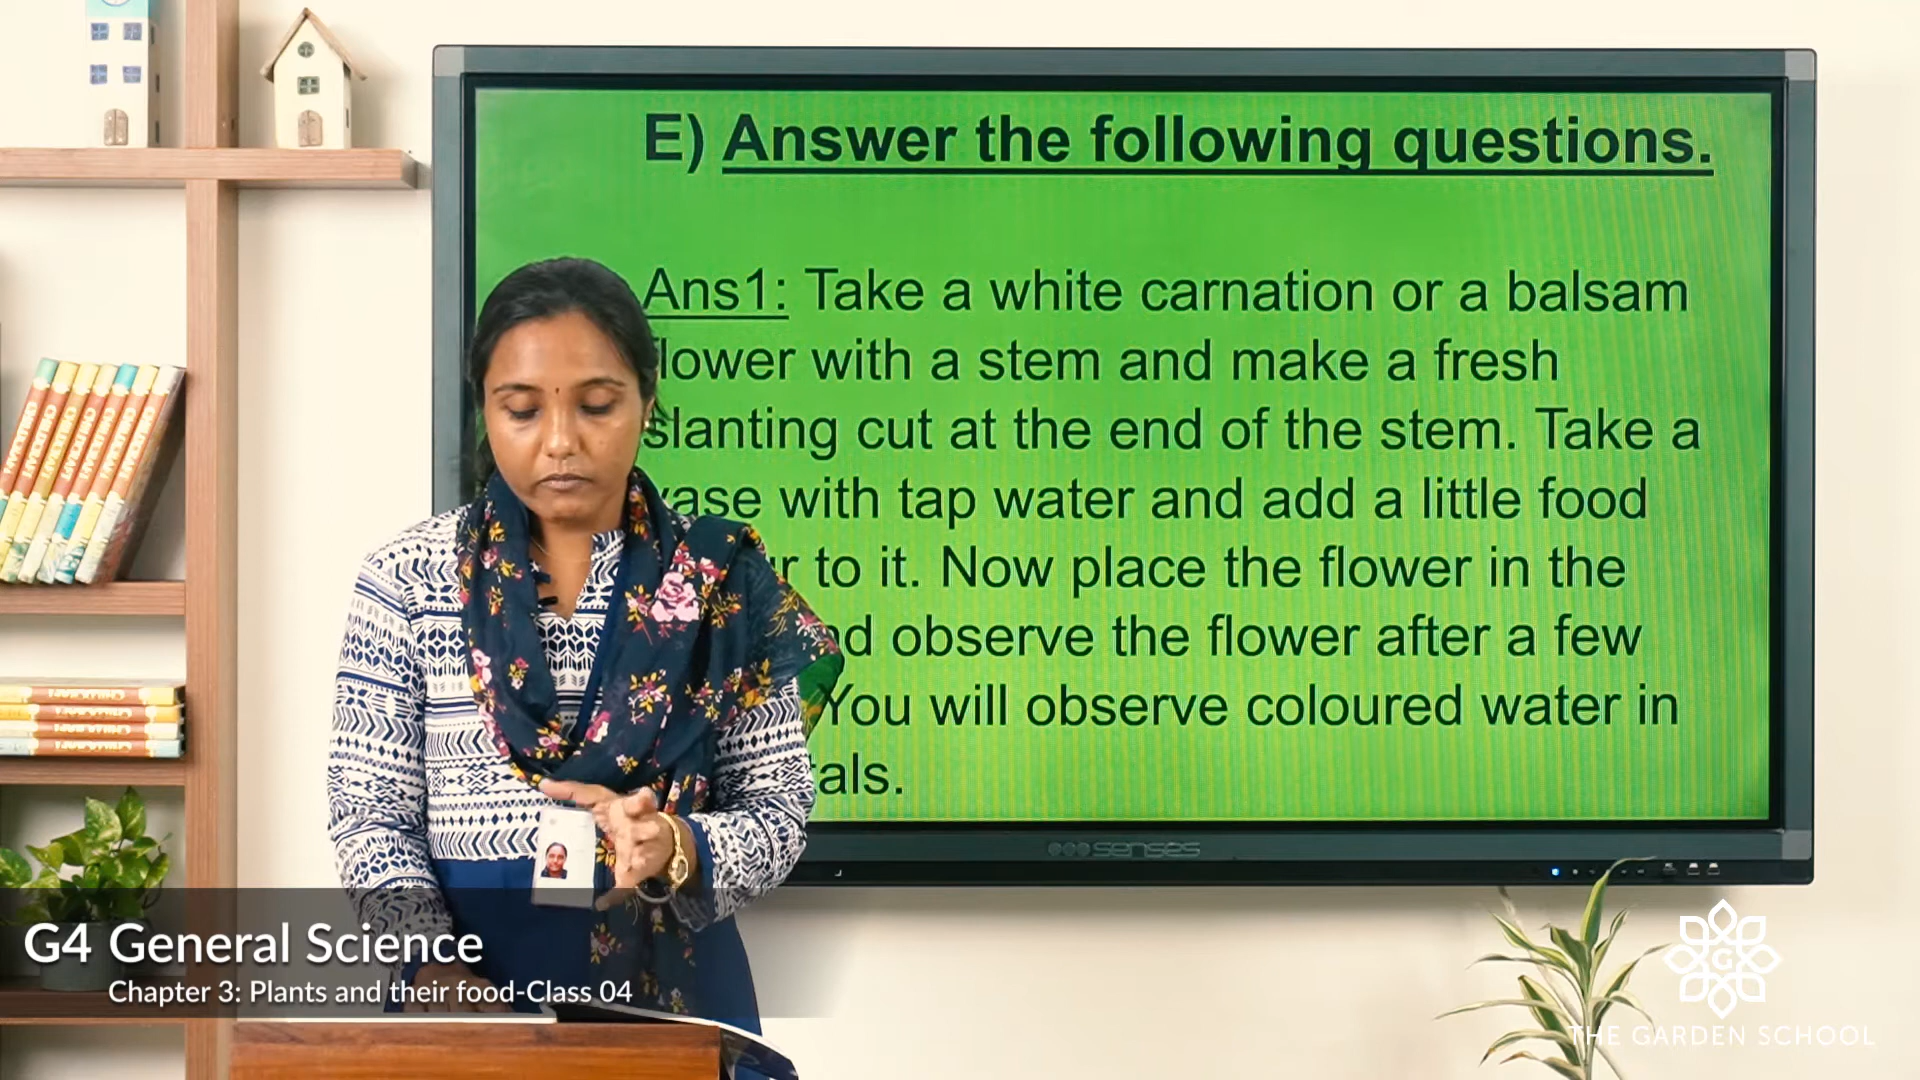 E) Answer the following questions.
Ans1: Take a white carnation or a balsam
flower with a stem and make a fresh
slanting cut at the end of the stem. Take a
vase with tap water and add a little food
to it. Now place the flower in the
observe the flower after a few
You will observe coloured water in
senses
G4 General Science
Chapter 3: Plants and their food-Class 04
G
THE GARDEN SCHOOL